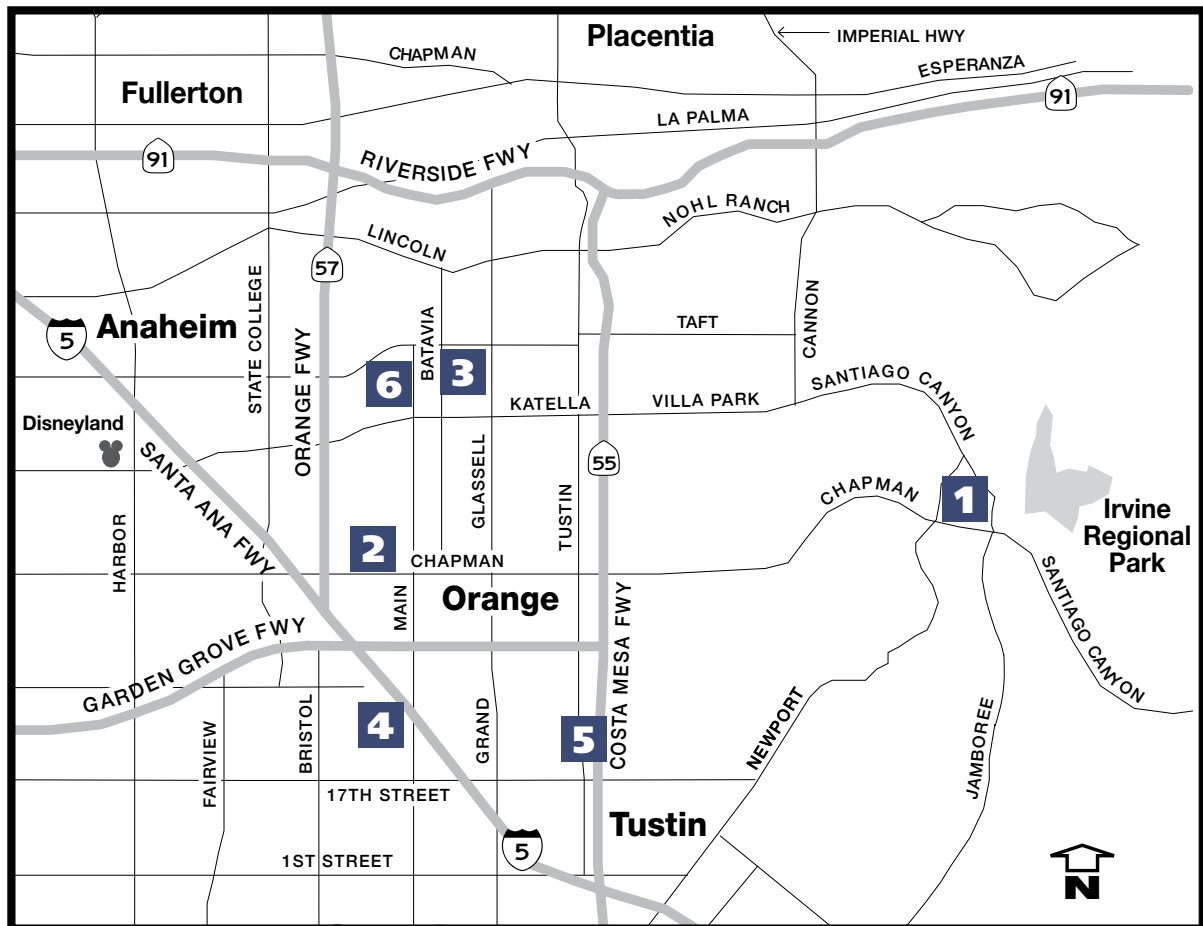 Placentia
IMPERIAL HWY
CHAPMAN
ESPERANZA
Fullerton
91
LA PALMA
91
RIVERSIDE FWY
NOHL RANCH
LINCOLN
57
STATE COLLEGE
Anaheim
5
ORANGE FWY
BATAVIA
TAFT
CANNON
6
3
SANTIAGO CANYON
KATELLA
VILLA PARK
Disneyland
SANTA ANA FWY
GLASSELL
55
CHAPMAN
1
Irvine
Regional
Park
HARBOR
TUSTIN
2
CHAPMAN
MAIN
Orange
SANTIAGO CANYON
GARDEN GROVE FWY
COSTA MESA FWY
FAIRVIEW
BRISTOL
4
GRAND
5
NEWPORT
JAMBOREE
17TH STREET
Tustin
5
1ST STREET
N